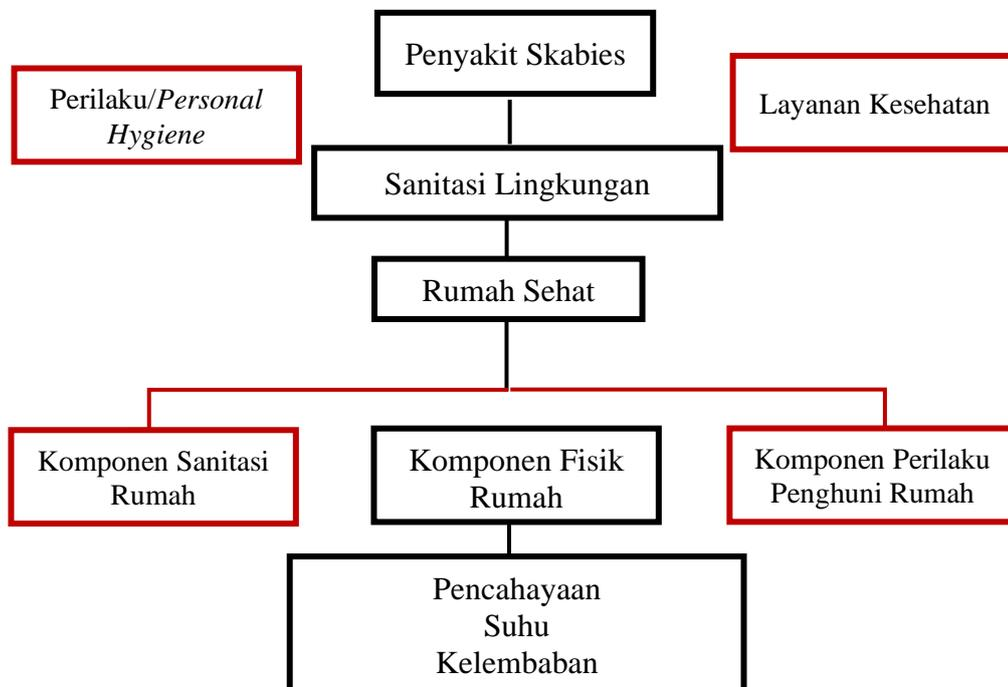 Penyakit Skabies
Perilaku/Personal
Hygiene
Layanan Kesehatan
Sanitasi Lingkungan
Rumah Sehat
Komponen Sanitasi
Rumah
Komponen Fisik
Rumah
Komponen Perilaku
Penghuni Rumah
Pencahayaan
Suhu
Kelembaban